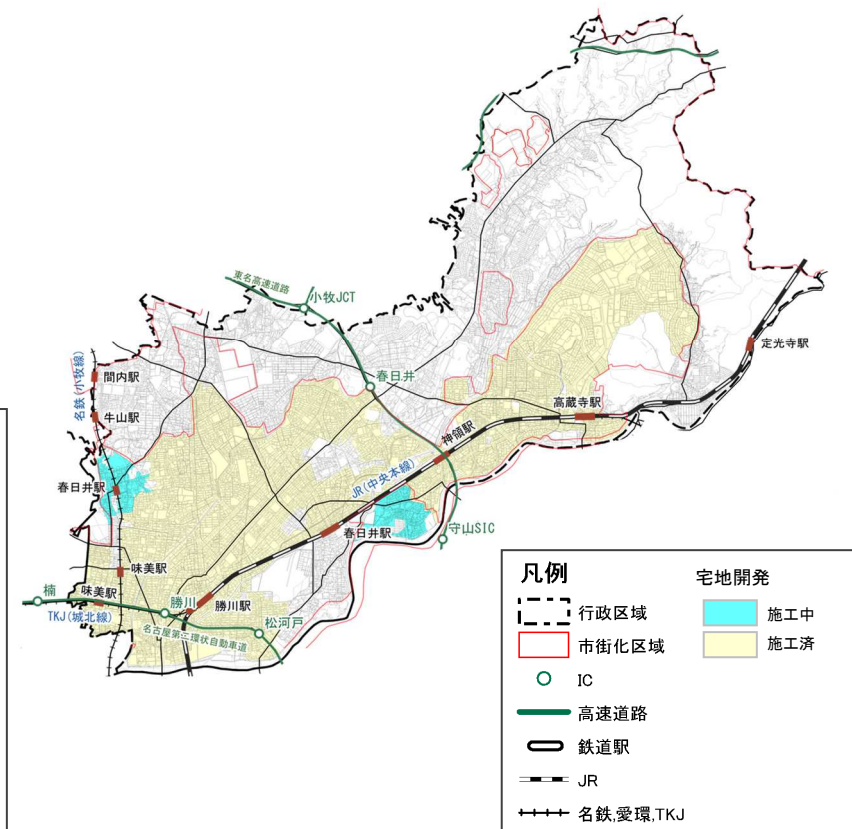 東名高速道路
小牧JCT
定光寺駅
名鉄(小牧線)
間内駅
春日井
牛山駅
高蔵寺駅
神領駅
JR(中央本線)
春日井駅
春日井駅
守山SIC
味美駅
楠
味美駅
勝川
勝川駅
TKJ(城北線)
松河戸
名古屋第二環状自動車道
凡例
宅地開発
行政区域
施工中
市街化区域
施工済
IC
高速道路
鉄道駅
JR
名鉄,愛環,TKJ